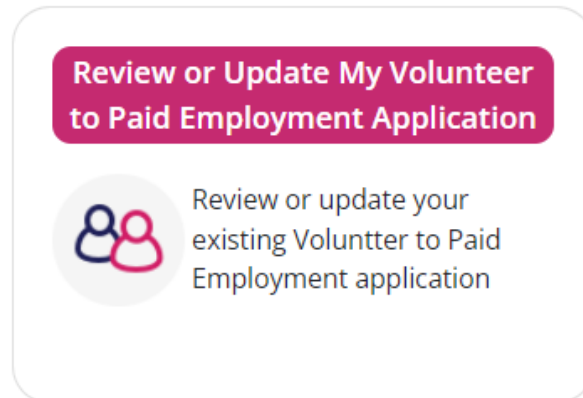 Review or Update My Volunteer
to Paid Employment Application
Review or update your
existing Voluntter to Paid
Employment application